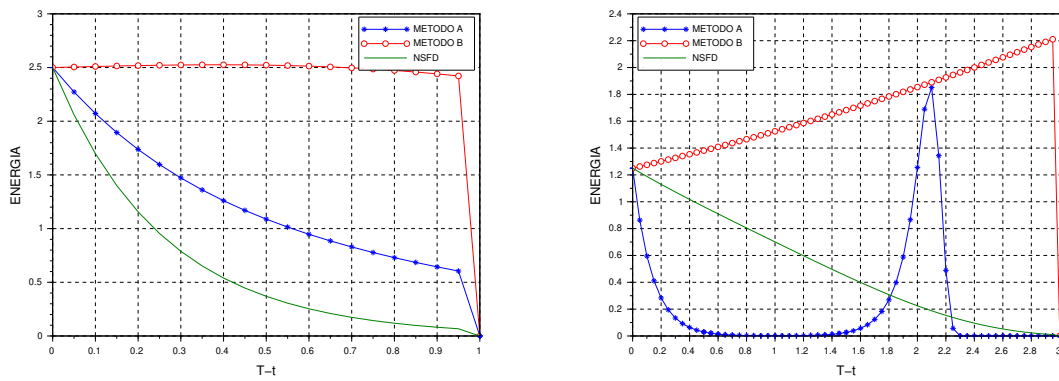 3
2.5
2
1.5
1
0.5
0
ENERGIA
METODO A
METODO B
NSFD
0 0.1 0.2 0.3 0.4 0.5 0.6 0.7 0.8 0.9 1
T-t
2.4
2.2
2
1.8
1.6
1.4
1.2
1
0.8
0.6
0.4
0.2
0
ENERGIA
METODO A
METODO B
NSFD
0 0.2 0.4 0.6 0.8 1 1.2 1.4 1.6 1.8 2 2.2 2.4 2.6 2.8 3
T-t